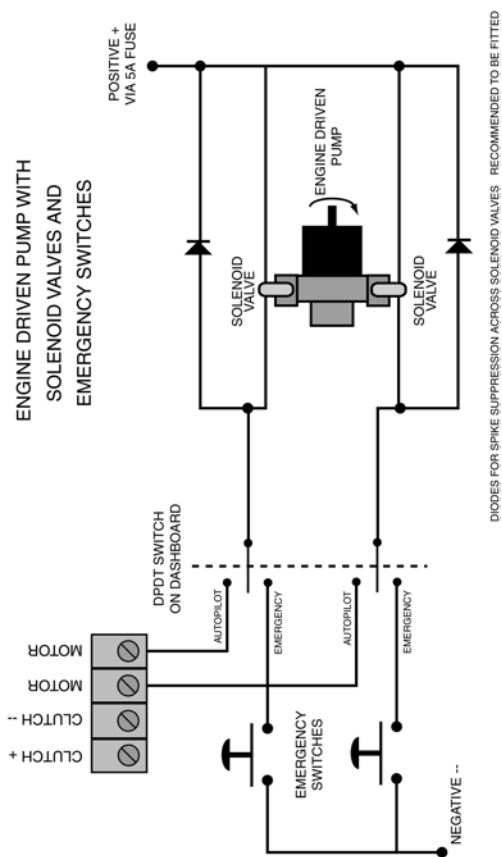 ENGINE DRIVEN PUMP WITH
SOLENOID VALVES AND
EMERGENCY SWITCHES
POSITIVE +
VIA 5A FUSE
MOTOR
MOTOR
CLUTCH --
CLUTCH +
DPDT SWITCH
ON DASHBOARD
AUTOPILOT
EMERGENCY
AUTOPILOT
EMERGENCY
SOLENOID
VALVE
ENGINE DRIVEN
PUMP
SOLENOID
VALVE
EMERGENCY
SWITCHES
NEGATIVE --
DIODES FOR SPIKE SUPPRESSION ACROSS SOLENOID VALVES RECOMMENDED TO BE FITTED